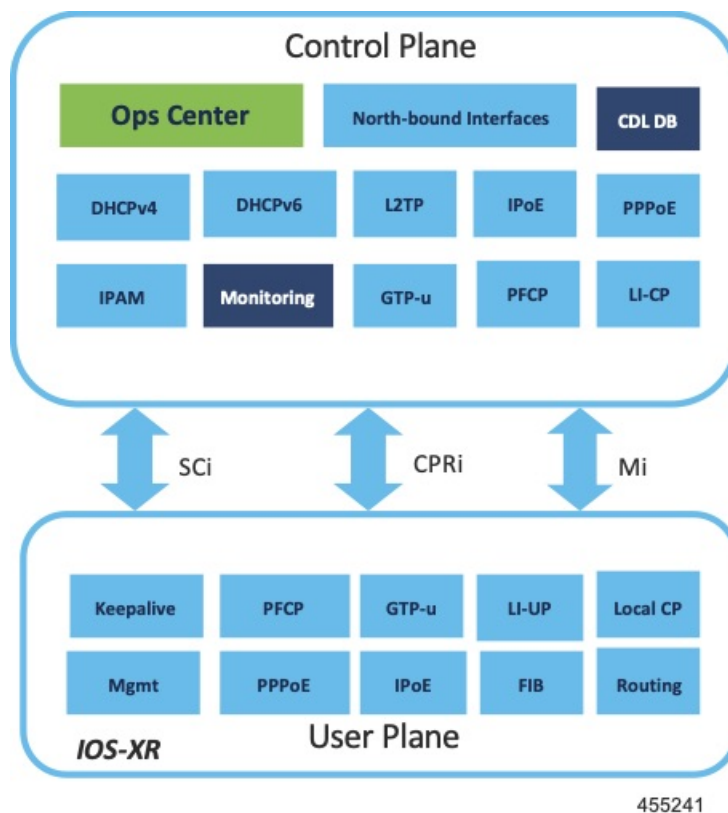 Control Plane
Ops Center
North-bound Interfaces
CDL DB
DHCPv4
DHCPv6
L2TP
IPoE
PPPoE
IPAM
Monitoring
GTP-u
PFCP
LI-CP
SCi
CPRi
Mi
Keepalive
PFCP
GTP-u
LI-UP
Local CP
Mgmt
PPPoE
IPoE
FIB
Routing
IOS-XR
User Plane
455241